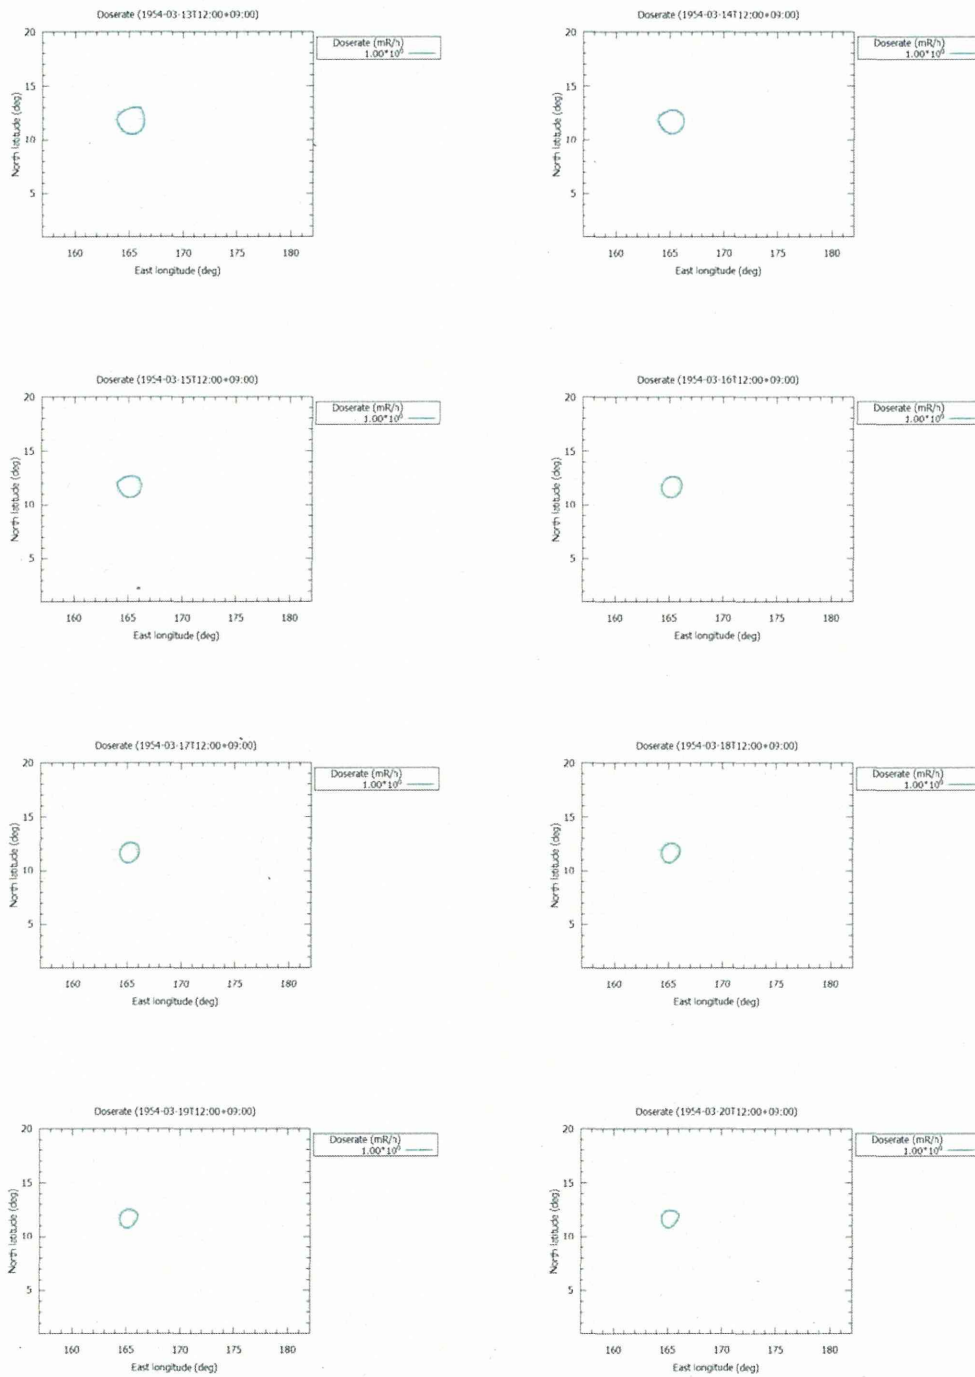 Doserate (1954-03-13T12:00+09:00)
Doserate (mR/h)
1.00*10⁰
20
15
10
5
North latitude (deg)
160 165 170 175 180
East longitude (deg)
Doserate (1954-03-14T12:00+09:00)
Doserate (mR/h)
1.00*10⁰
20
15
10
5
North latitude (deg)
160 165 170 175 180
East longitude (deg)
Doserate (1954-03-15T12:00+09:00)
Doserate (mR/h)
1.00*10⁰
20
15
10
5
North latitude (deg)
160 165 170 175 180
East longitude (deg)
Doserate (1954-03-16T12:00+09:00)
Doserate (mR/h)
1.00*10⁰
20
15
10
5
North latitude (deg)
160 165 170 175 180
East longitude (deg)
Doserate (1954-03-17T12:00+09:00)
Doserate (mR/h)
1.00*10⁰
20
15
10
5
North latitude (deg)
160 165 170 175 180
East longitude (deg)
Doserate (1954-03-18T12:00+09:00)
Doserate (mR/h)
1.00*10⁰
20
15
10
5
North latitude (deg)
160 165 170 175 180
East longitude (deg)
Doserate (1954-03-19T12:00+09:00)
Doserate (mR/h)
1.00*10⁰
20
15
10
5
North latitude (deg)
160 165 170 175 180
East longitude (deg)
Doserate (1954-03-20T12:00+09:00)
Doserate (mR/h)
1.00*10⁰
20
15
10
5
North latitude (deg)
160 165 170 175 180
East longitude (deg)